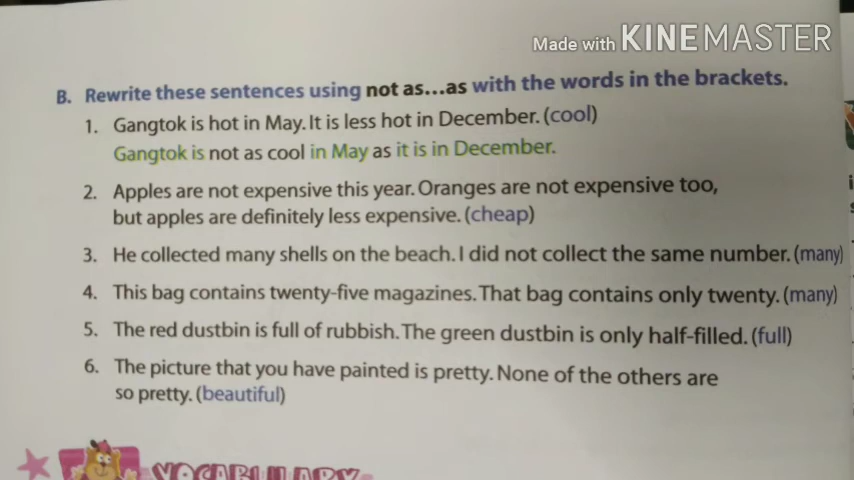 Made with KINEMASTER
B. Rewrite these sentences using not as...as with the words in the brackets.
1. Gangtok is hot in May. It is less hot in December. (cool)
Gangtok is not as cool in May as it is in December.
2. Apples are not expensive this year. Oranges are not expensive too,
but apples are definitely less expensive. (cheap)
3. He collected many shells on the beach. I did not collect the same number. (many)
4. This bag contains twenty-five magazines. That bag contains only twenty. (many)
5. The red dustbin is full of rubbish. The green dustbin is only half-filled. (full)
6. The picture that you have painted is pretty. None of the others are
so pretty. (beautiful)
VOCABULARY